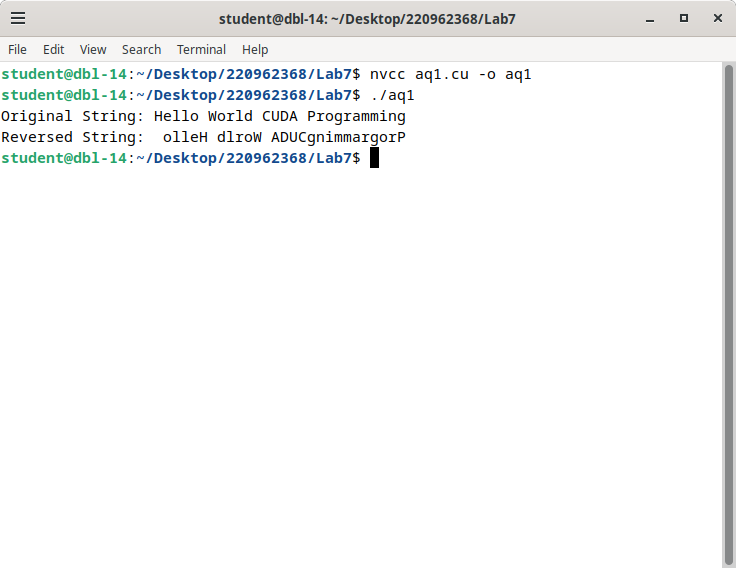 student@dbl-14: ~/Desktop/220962368/Lab7
File Edit View Search Terminal Help
student@dbl-14:~/Desktop/220962368/Lab7$ nvcc aq1.cu -o aq1
student@dbl-14:~/Desktop/220962368/Lab7$ ./aq1
Original String: Hello World CUDA Programming
Reversed String:  olleH dlroW ADUCgnimmargorP
student@dbl-14:~/Desktop/220962368/Lab7$